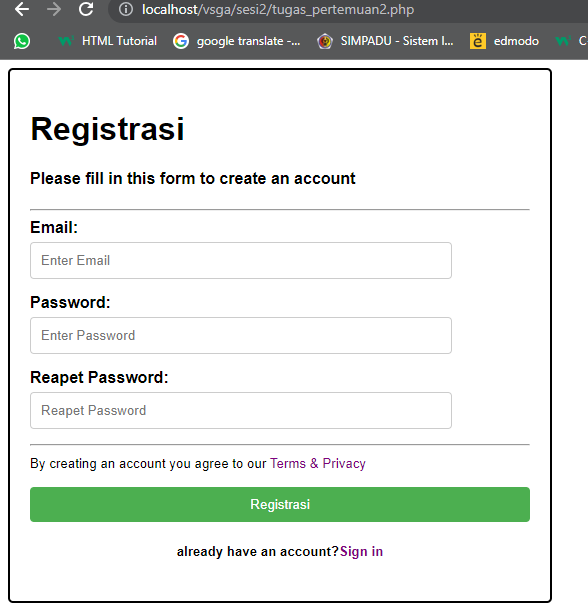 localhost/vsga/sesi2/tugas_pertemuan2.php
HTML Tutorial google translate -... SIMPADU - Sistem I... edmodo C
Registrasi
Please fill in this form to create an account
Email:
Enter Email
Password:
Enter Password
Reapet Password:
Reapet Password
By creating an account you agree to our Terms & Privacy
Registrasi
already have an account?Sign in